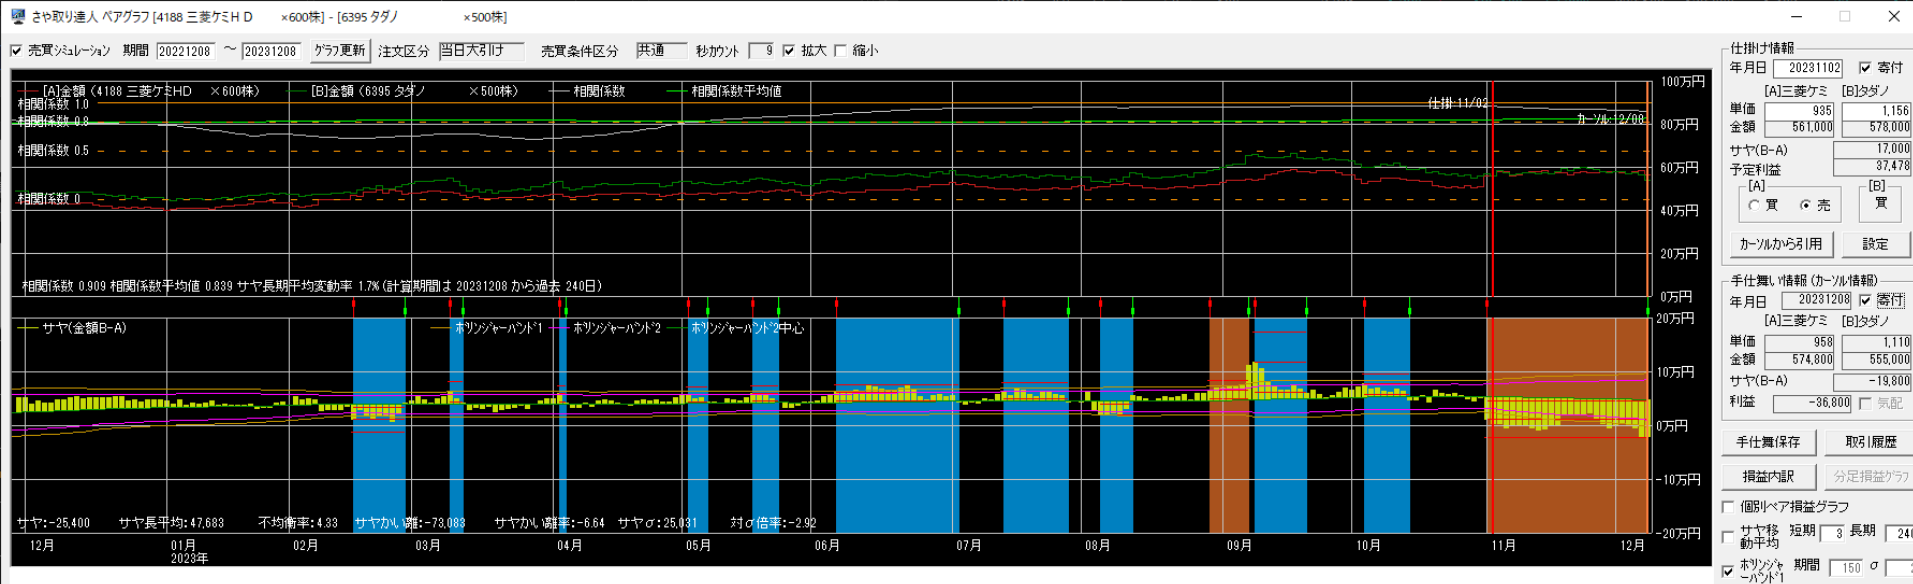 さや取り達人 ペアグラフ [4188 三菱ケミＨＤ ×600株] - [6395 タダノ ×500株]
売買シミュレーション 期間 20221208 ～ 20231208 グラフ更新 注文区分 当日大引け 売買条件区分 共通 秒カウント 9 拡大 縮小
[A]金額 (4188 三菱ケミHD ×600株) [B]金額 (6395 タダノ ×500株) 相関係数 相関係数平均値
相関係数 1.0
相関係数 0.8
相関係数 0.5
相関係数 0
仕掛:11/02
カーソル:12/08
100万円
80万円
60万円
40万円
20万円
0万円
相関係数 0.909 相関係数平均値 0.839 サヤ長期平均変動率 1.7% (計算期間は 20231208 から過去 240日)
サヤ(金額B-A) ボリンジャーバンド1 ボリンジャーバンド2 ボリンジャーバンド2中心
20万円
10万円
0万円
-10万円
-20万円
サヤ:-25,400 サヤ長平均:47,683 不均衡率:4.33 サヤかい離:-73,083 サヤかい離率:-6.64 サヤσ:25,031 対σ倍率:-2.92
12月 01月 02月 03月 04月 05月 06月 07月 08月 09月 10月 11月 12月
2023年
仕掛け情報
年月日 20231102 寄付
[A]三菱ケミ [B]タダノ
単価 935 1,156
金額 561,000 578,000
サヤ(B-A) 17,000
予定利益 37,478
[A] [B]
買 売 買
カーソルから引用 設定
手仕舞い情報 (カーソル情報)
年月日 20231208 寄付
[A]三菱ケミ [B]タダノ
単価 958 1,110
金額 574,800 555,000
サヤ(B-A) -19,800
利益 -36,800 気配
手仕舞保存 取引履歴
損益内訳 分足損益グラフ
個別ペア損益グラフ
サヤ移動平均 短期 3 長期 240
ボリンジャーバンド1 期間 150 σ